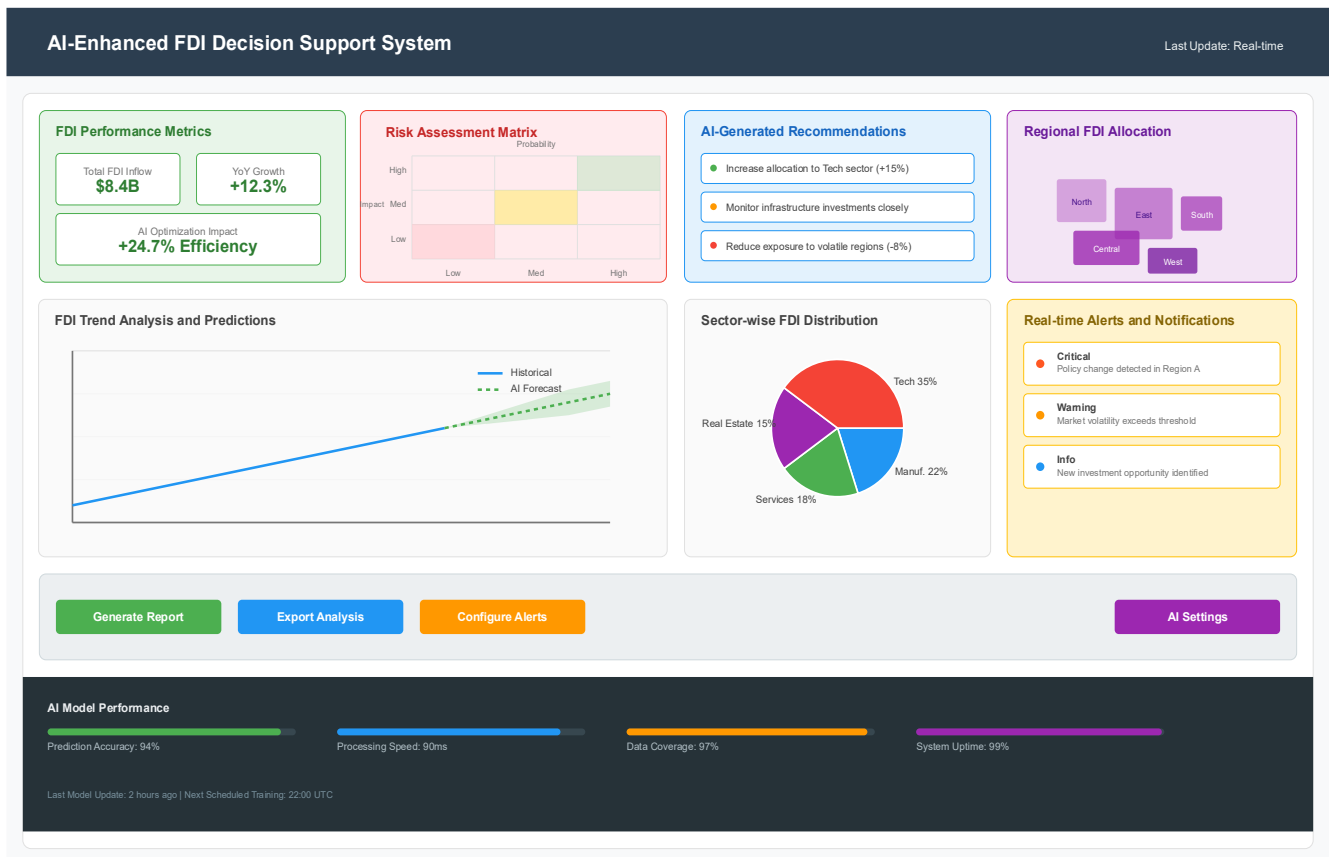 AI-Enhanced FDI Decision Support System
Last Update: Real-time
FDI Performance Metrics
Total FDI Inflow
$8.4B
YoY Growth
+12.3%
AI Optimization Impact
+24.7% Efficiency
Risk Assessment Matrix
Probability
High
mpact Med
Low
Low Med High
AI-Generated Recommendations
Increase allocation to Tech sector (+15%)
Monitor infrastructure investments closely
Reduce exposure to volatile regions (-8%)
Regional FDI Allocation
North
East
South
Central
West
FDI Trend Analysis and Predictions
Historical
AI Forecast
Sector-wise FDI Distribution
Tech 35%
Real Estate 15%
Manuf. 22%
Services 18%
Real-time Alerts and Notifications
Critical
Policy change detected in Region A
Warning
Market volatility exceeds threshold
Info
New investment opportunity identified
Generate Report
Export Analysis
Configure Alerts
AI Settings
AI Model Performance
Prediction Accuracy: 94%
Processing Speed: 90ms
Data Coverage: 97%
System Uptime: 99%
Last Model Update: 2 hours ago | Next Scheduled Training: 22:00 UTC